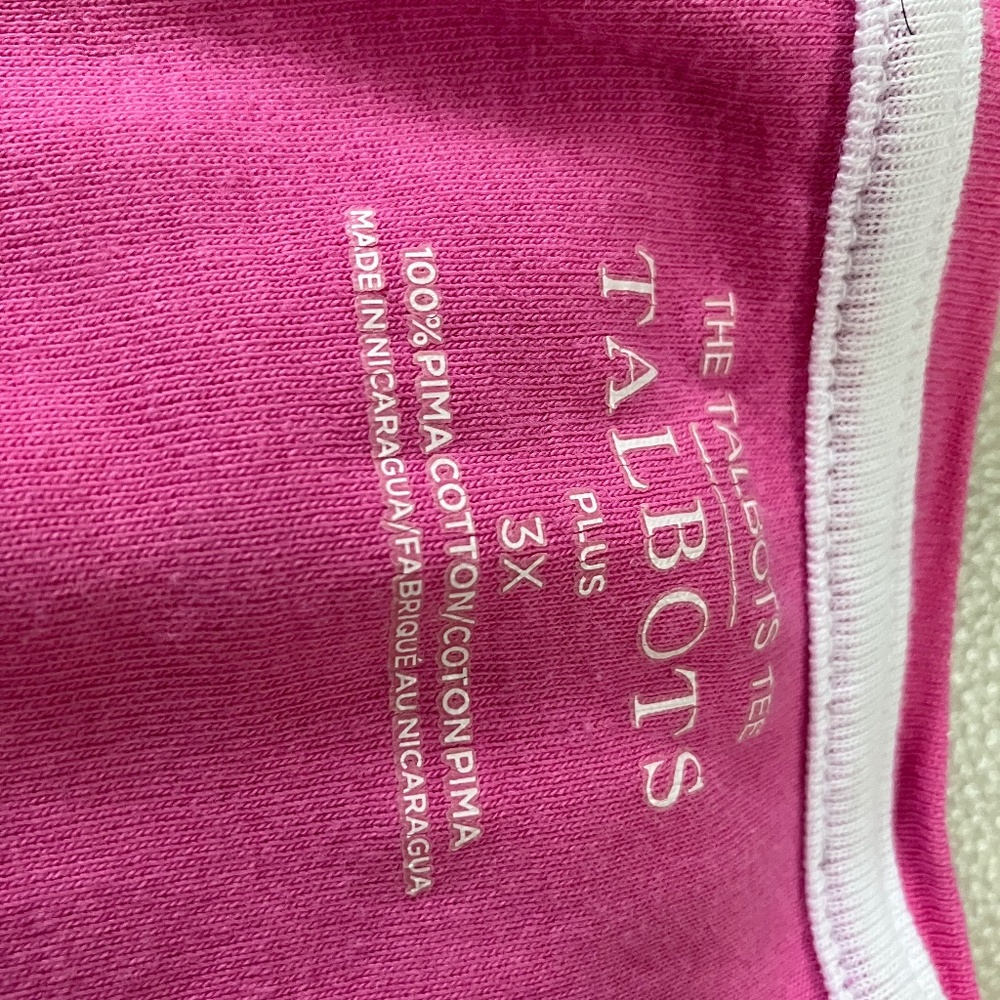 THE TALBOTS TEE
TALBOTS
PLUS
3X
100% PIMA COTTON/COTON PIMA
MADE IN NICARAGUA/FABRIQUÉ AU NICARAGUA